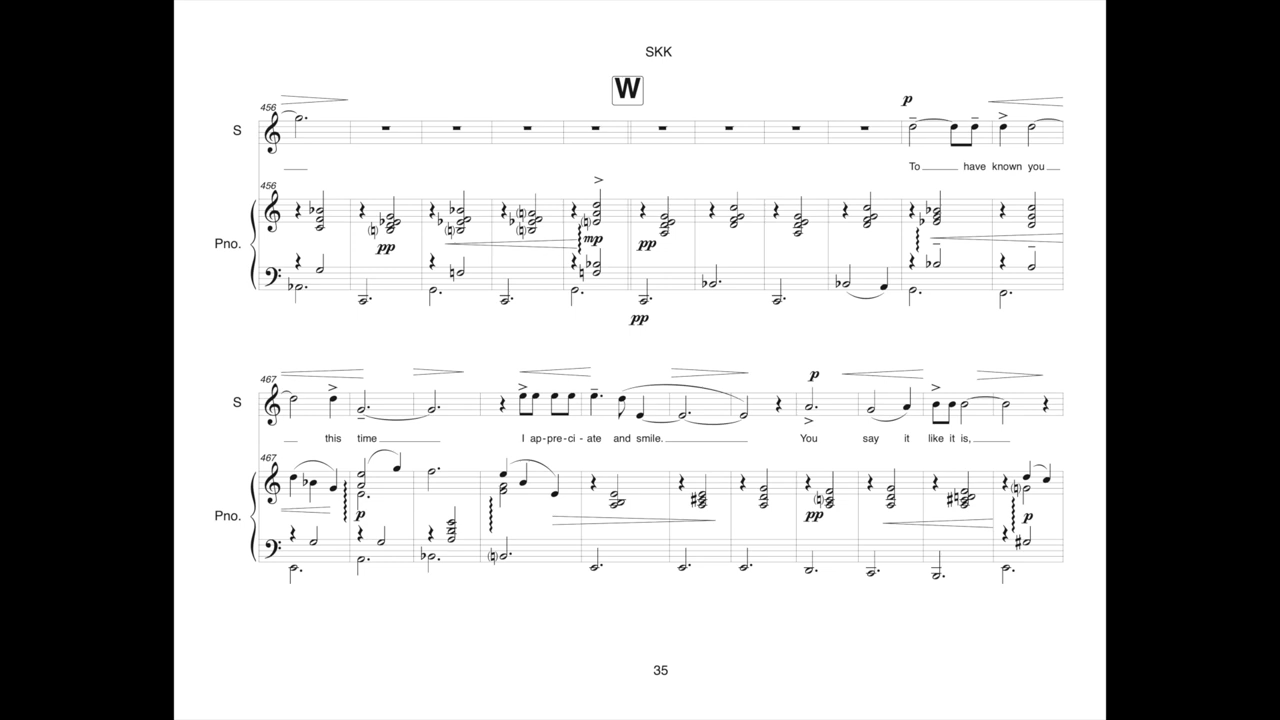 SKK
W
456
p
S
To have known you
456
Pno.
pp
mp
pp
pp
467
p
S
this time I ap-pre-ci-ate and smile. You say it like it is,
467
Pno.
p
pp
p
35